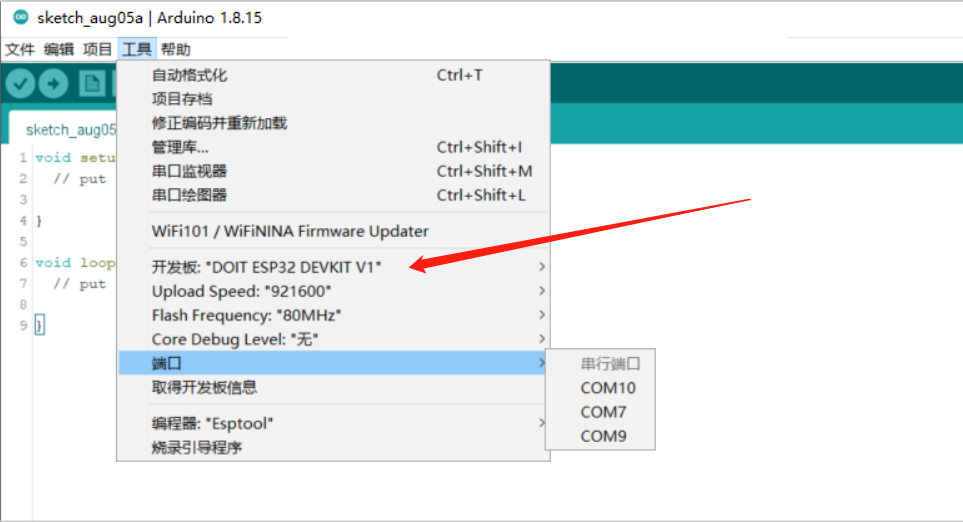 sketch_aug05a | Arduino 1.8.15
文件 编辑 项目 工具 帮助
sketch_aug05
自动格式化 Ctrl+T
项目存档
修正编码并重新加载
管理库... Ctrl+Shift+I
串口监视器 Ctrl+Shift+M
串口绘图器 Ctrl+Shift+L
WiFi101 / WiFiNINA Firmware Updater
开发板: "DOIT ESP32 DEVKIT V1"
Upload Speed: "921600"
Flash Frequency: "80MHz"
Core Debug Level: "无"
端口
取得开发板信息
编程器: "Esptool"
烧录引导程序
串行端口
COM10
COM7
COM9
1 void setu
2 // put
3
4 }
5
6 void loop
7 // put
8
9 }